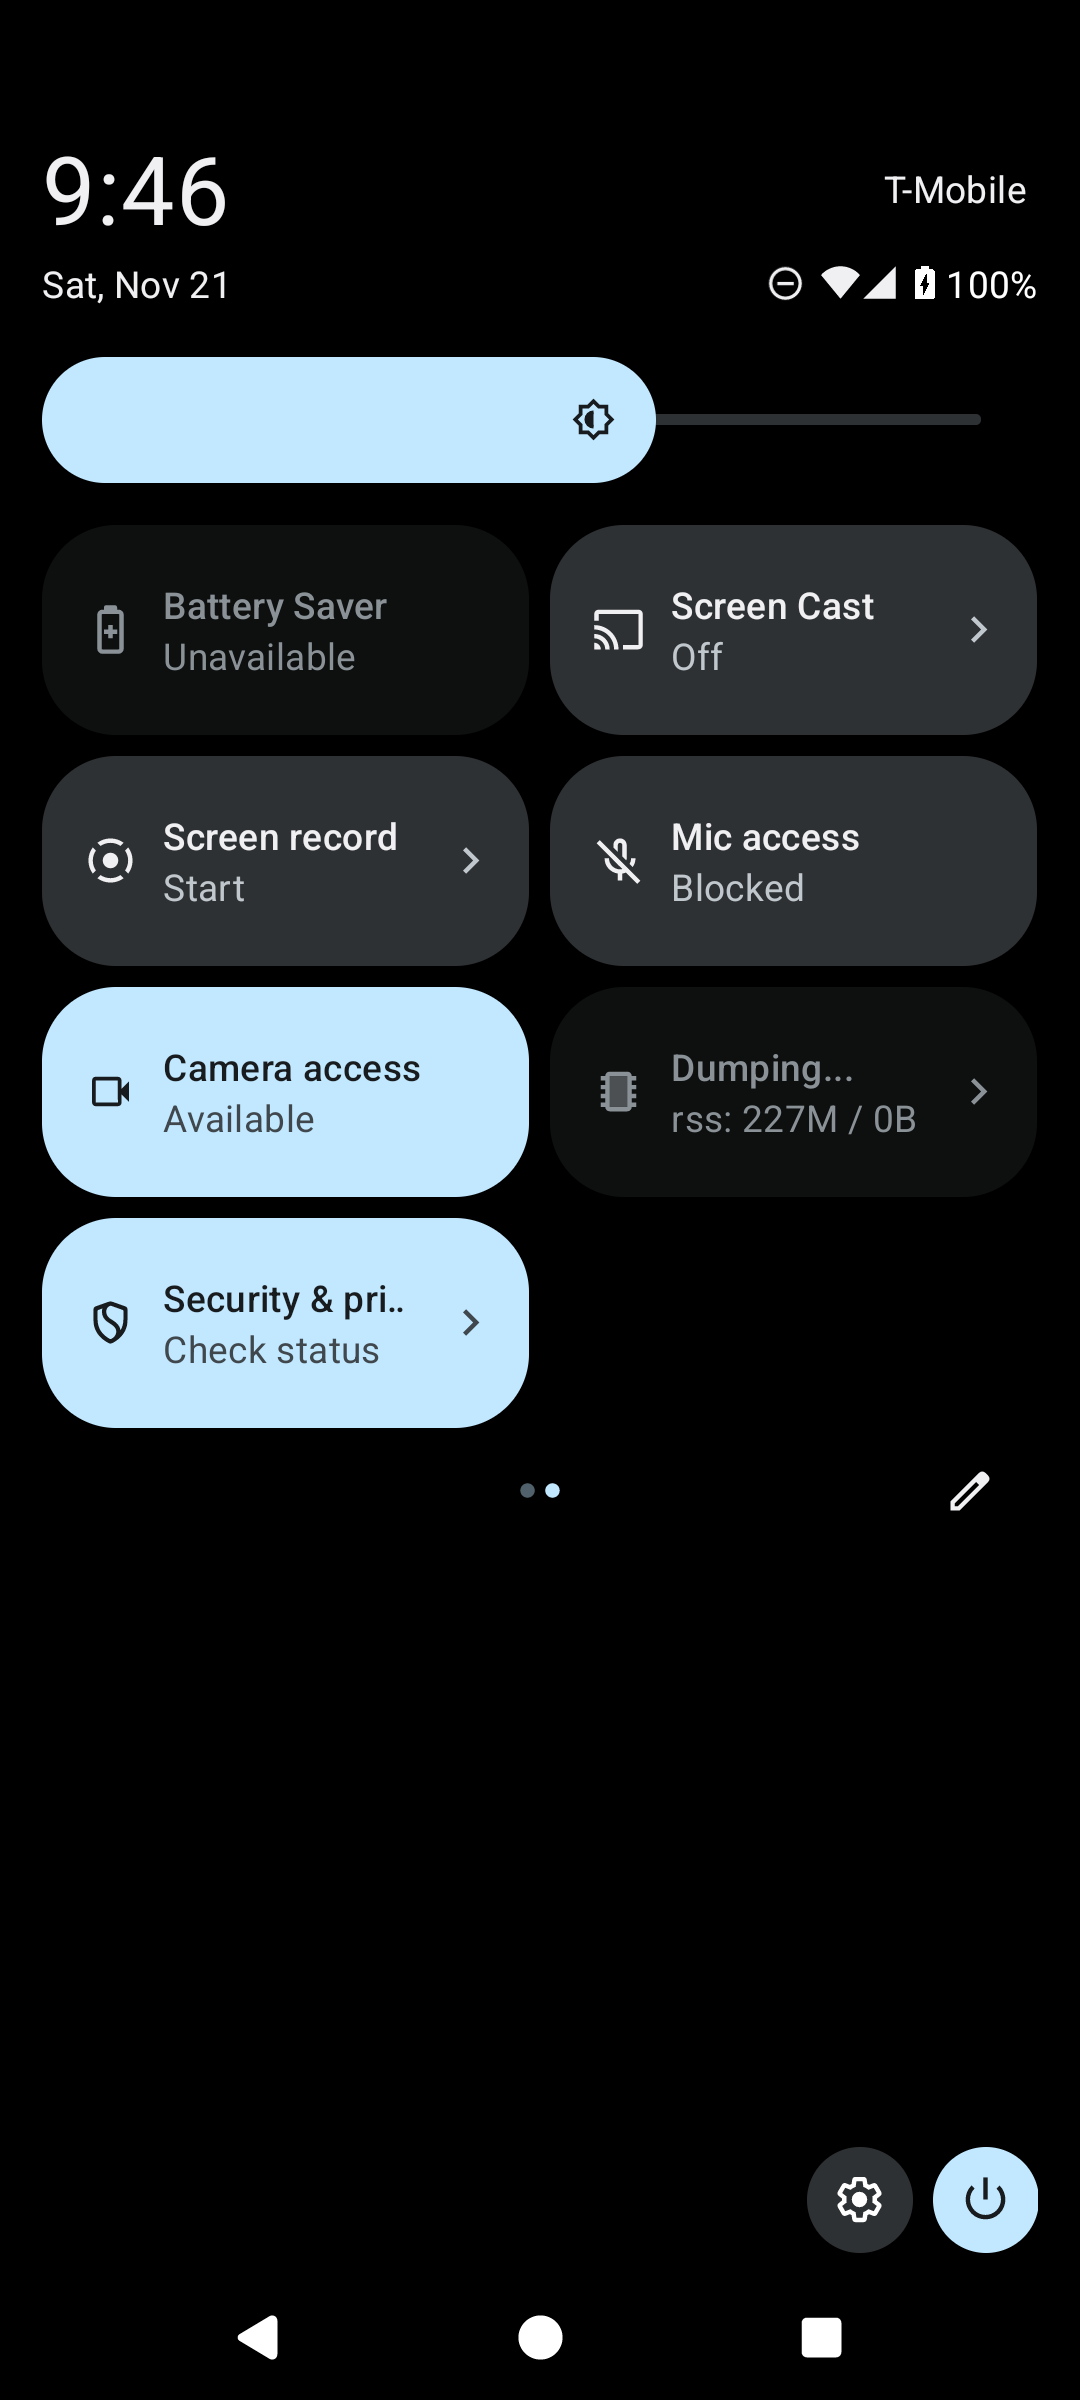 9:46
T-Mobile
Sat, Nov 21
100%
Battery Saver
Unavailable
Screen Cast
Off
Screen record
Start
Mic access
Blocked
Camera access
Available
Dumping...
rss: 227M / 0B
Security & pri..
Check status